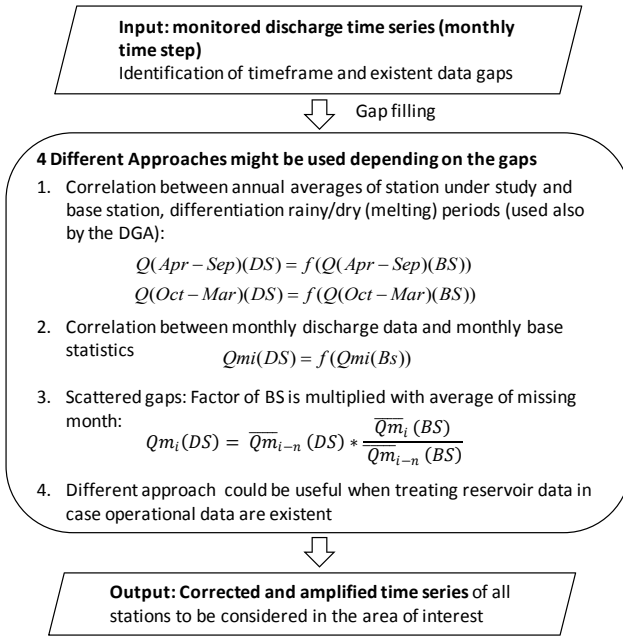 Input: monitored discharge time series (monthly
time step)
Identification of timeframe and existent data gaps
Gap filling
4 Different Approaches might be used depending on the gaps
1. Correlation between annual averages of station under study and
base station, differentiation rainy/dry (melting) periods (used also
by the DGA):
Q(Apr − Sep)(DS) = f(Q(Apr − Sep)(BS))
Q(Oct − Mar)(DS) = f(Q(Oct − Mar)(BS))
2. Correlation between monthly discharge data and monthly base
statistics
Qmi(DS) = f(Qmi(Bs))
3. Scattered gaps: Factor of BS is multiplied with average of missing
month:
$Qm_i(DS) = \overline{Qm}_{i-n}(DS) * \frac{\overline{Qm}_i(BS)}{\overline{Qm}_{i-n}(BS)}$
4. Different approach could be useful when treating reservoir data in
case operational data are existent
Output: Corrected and amplified time series of all
stations to be considered in the area of interest